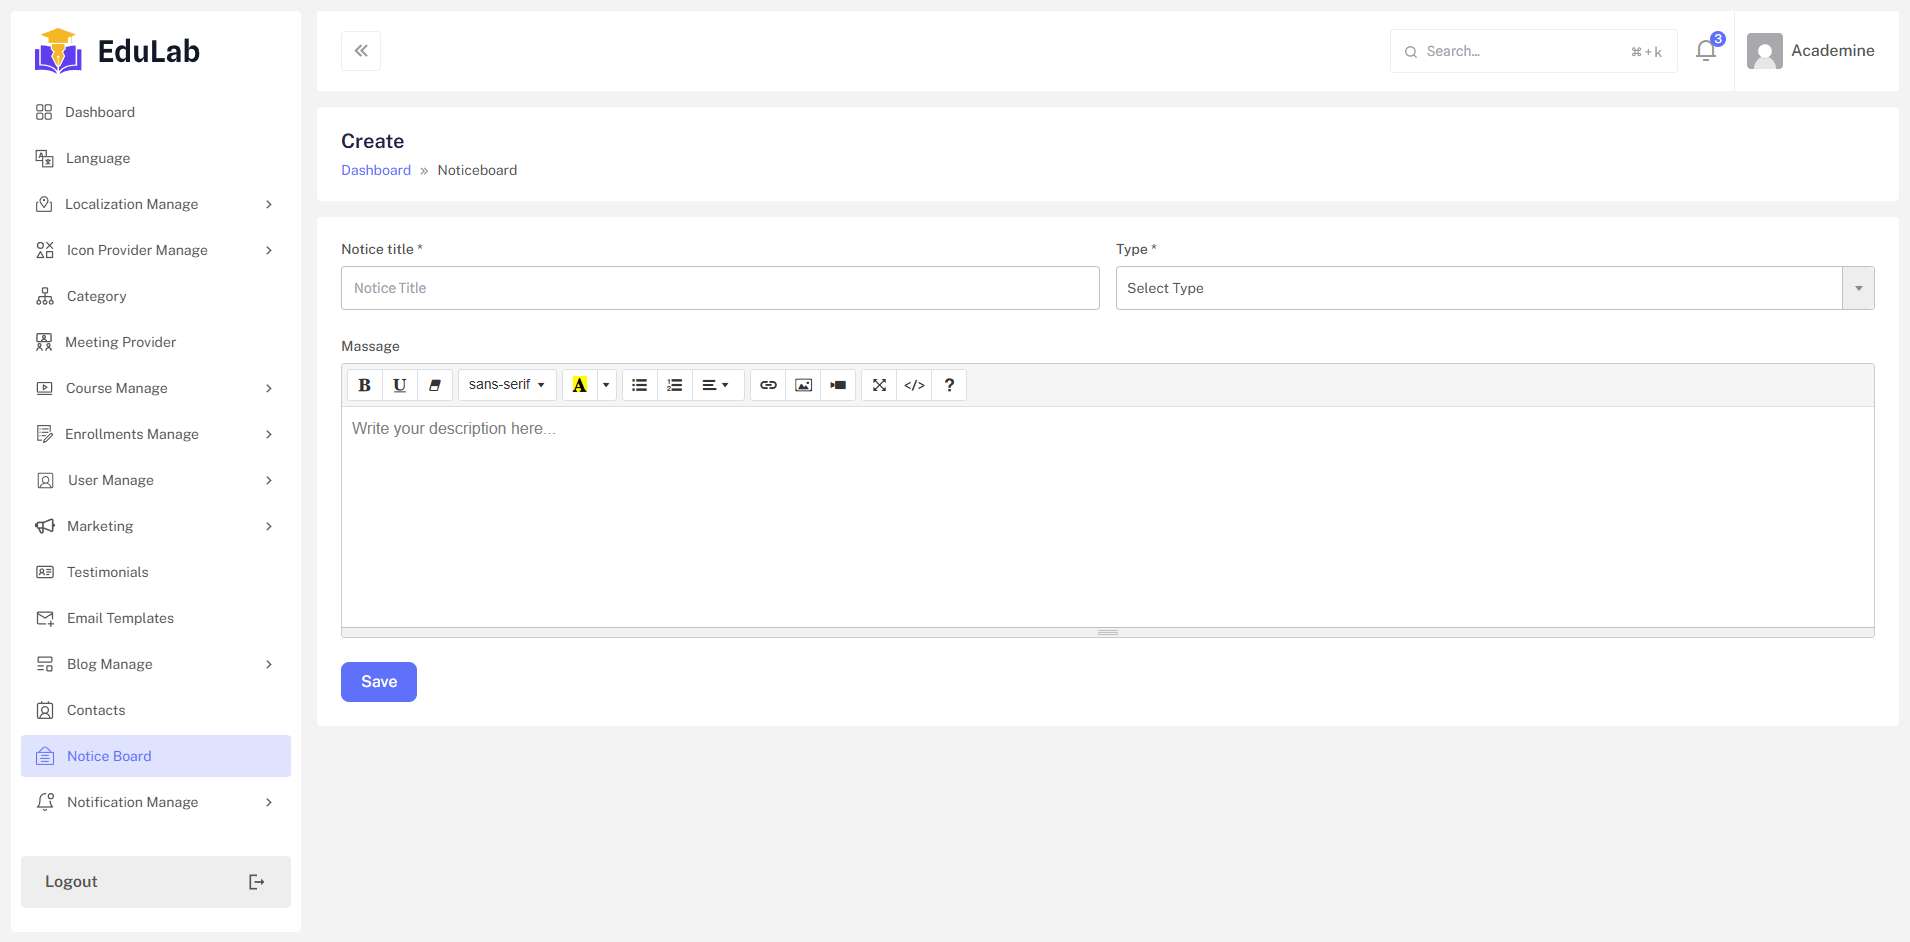 EduLab
Dashboard
Language
Localization Manage
Icon Provider Manage
Category
Meeting Provider
Course Manage
Enrollments Manage
User Manage
Marketing
Testimonials
Email Templates
Blog Manage
Contacts
Notice Board
Notification Manage
Logout
Search... ⌘+k
3
Academine
Create
Dashboard » Noticeboard
Notice title *
Notice Title
Type *
Select Type
Massage
B U sans-serif A </> ?
Write your description here...
Save